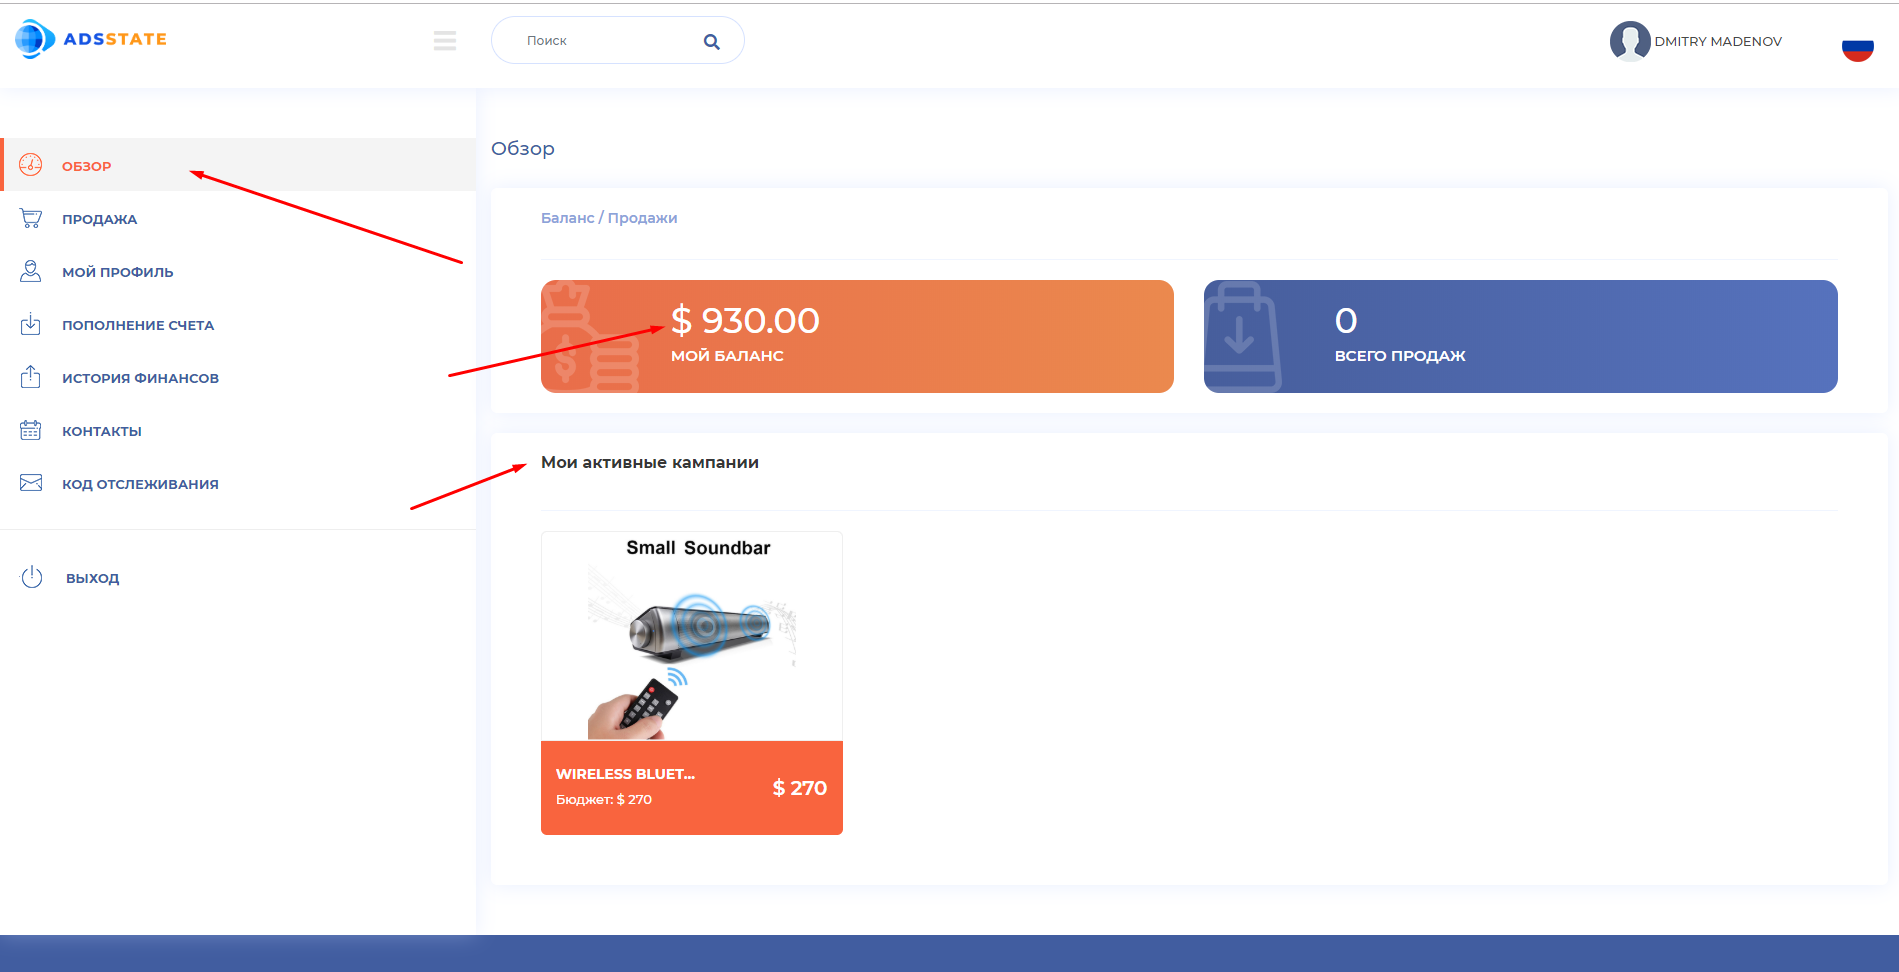 ADSSTATE
Поиск
DMITRY MADENOV
ОБЗОР
ПРОДАЖА
МОЙ ПРОФИЛЬ
ПОПОЛНЕНИЕ СЧЕТА
ИСТОРИЯ ФИНАНСОВ
КОНТАКТЫ
КОД ОТСЛЕЖИВАНИЯ
ВЫХОД
Обзор
Баланс / Продажи
$ 930.00
МОЙ БАЛАНС
0
ВСЕГО ПРОДАЖ
Мои активные кампании
Small Soundbar
WIRELESS BLUET...
Бюджет: $ 270
$ 270